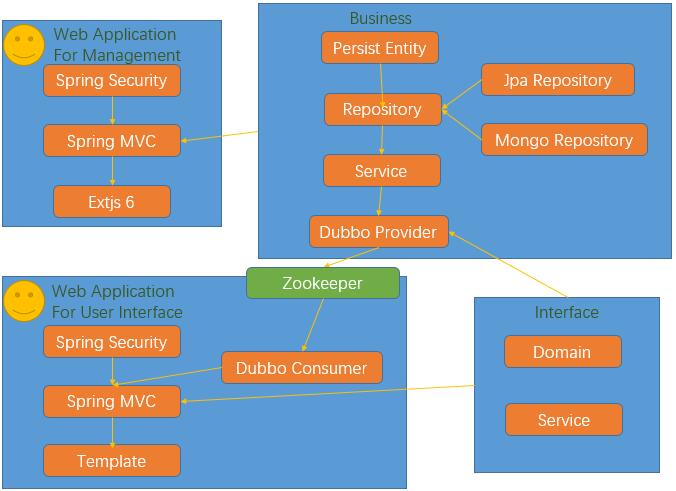 Web Application
For Management
Spring Security
Spring MVC
Extjs 6
Business
Persist Entity
Repository
Jpa Repository
Mongo Repository
Service
Dubbo Provider
Zookeeper
Web Application
For User Interface
Spring Security
Dubbo Consumer
Spring MVC
Template
Interface
Domain
Service